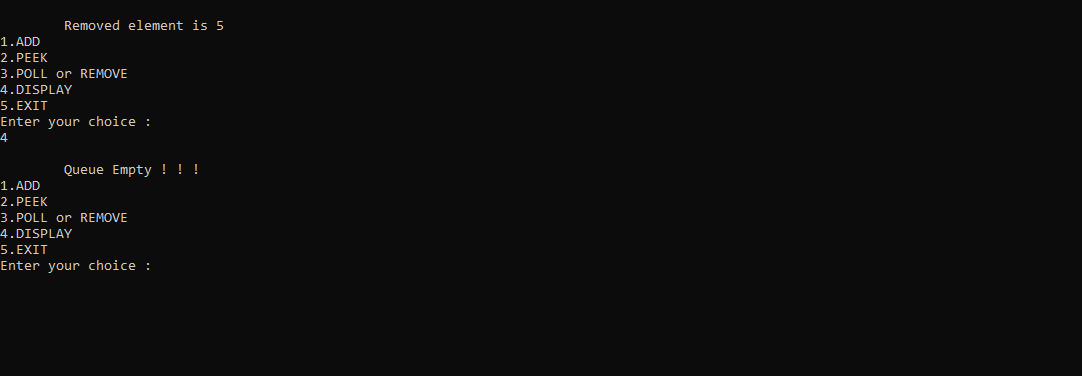 Removed element is 5
1.ADD
2.PEEK
3.POLL or REMOVE
4.DISPLAY
5.EXIT
Enter your choice :
4
Queue Empty ! ! !
1.ADD
2.PEEK
3.POLL or REMOVE
4.DISPLAY
5.EXIT
Enter your choice :